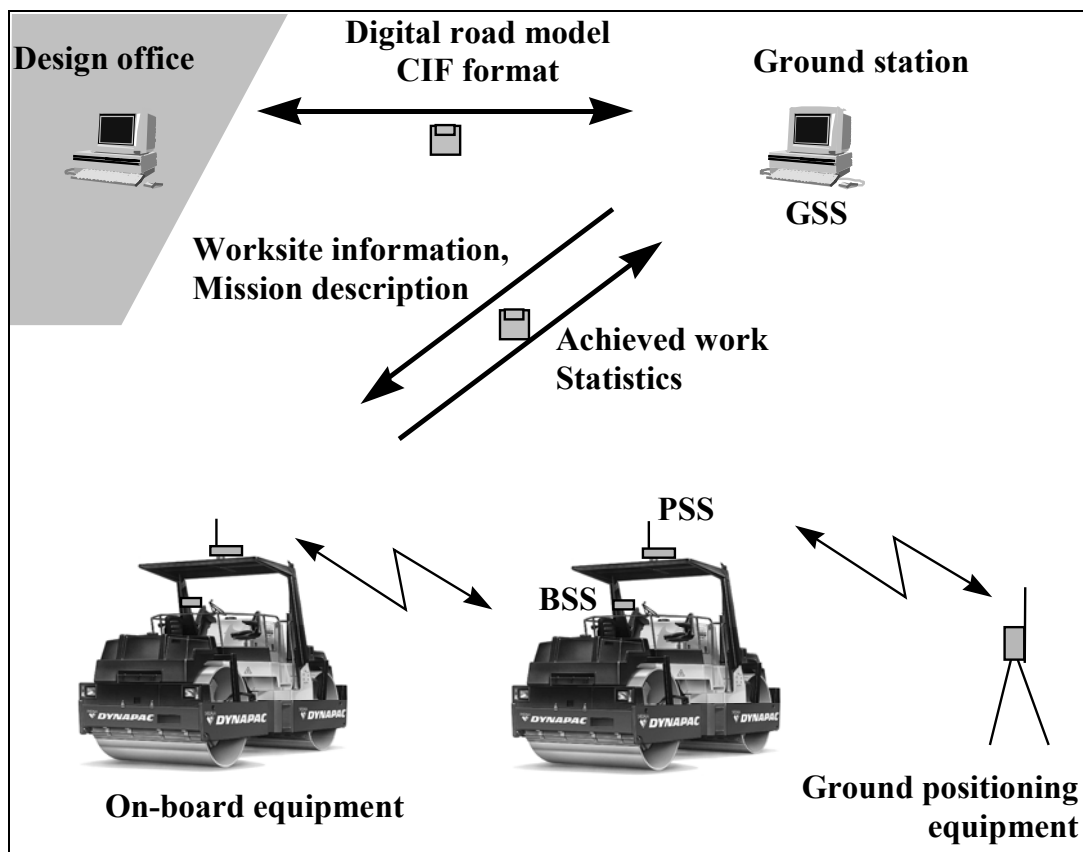 Design office
Digital road model
CIF format
Ground station
GSS
Worksite information,
Mission description
Achieved work
Statistics
PSS
BSS
DYNAPAC
DYNAPAC
DYNAPAC
DYNAPAC
On-board equipment
Ground positioning
equipment